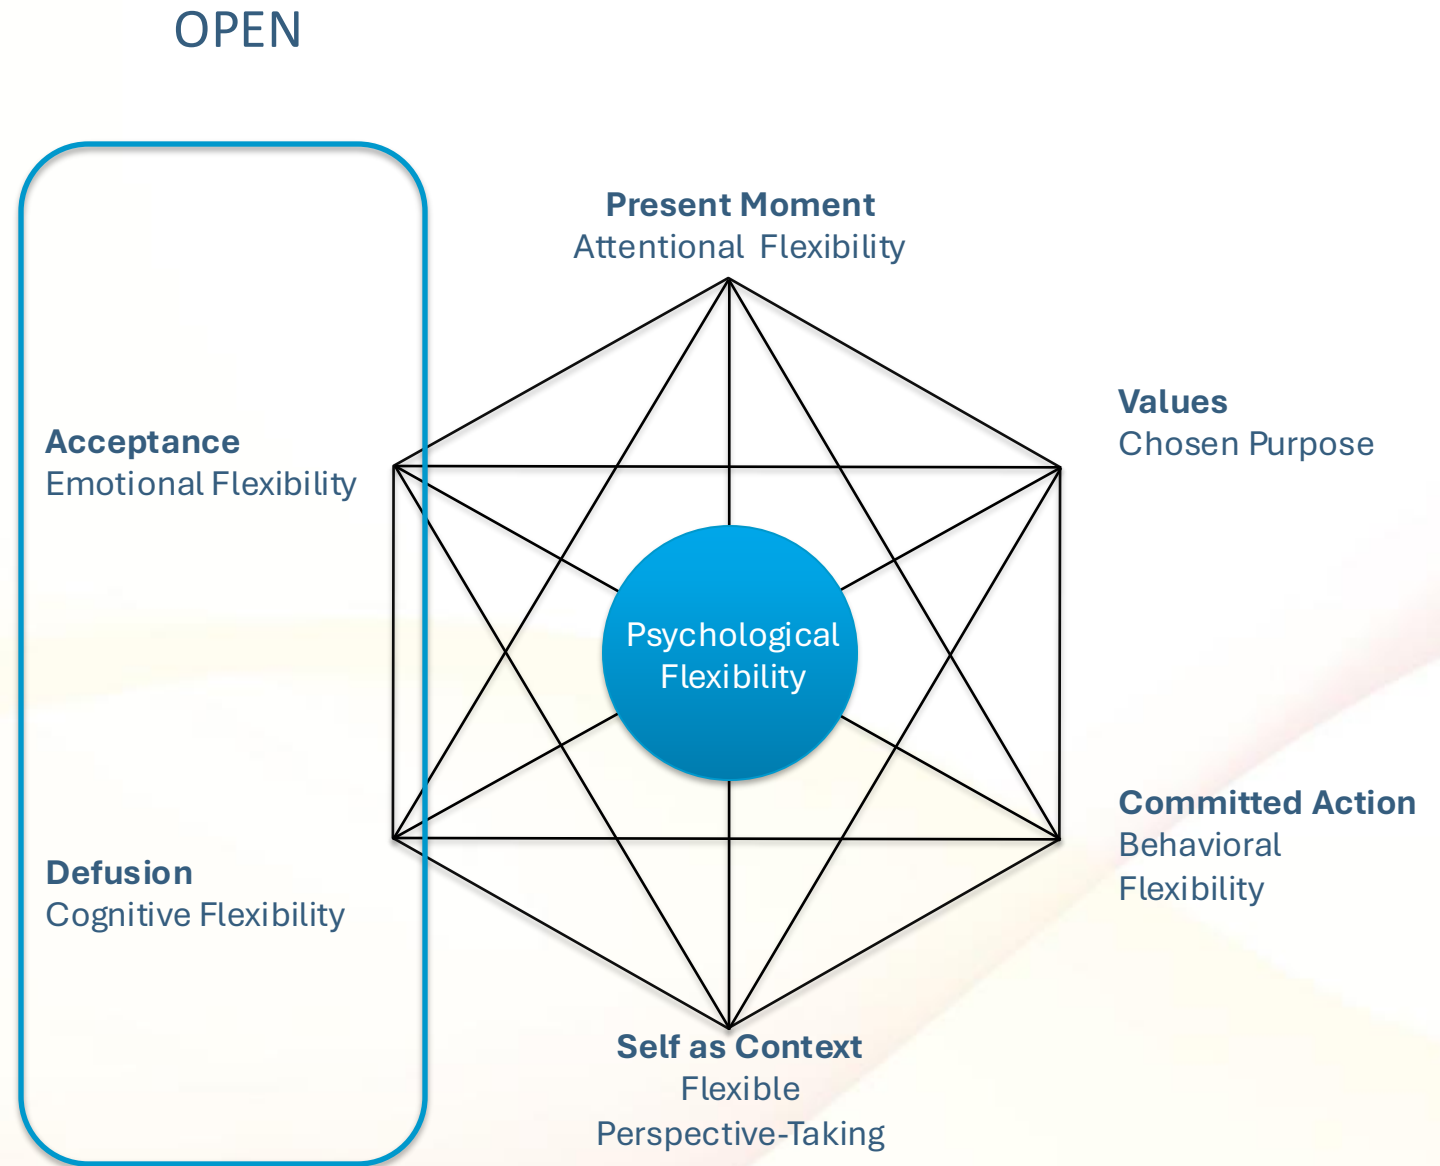 OPEN
Present Moment
Attentional Flexibility
Values
Chosen Purpose
Acceptance
Emotional Flexibility
Psychological
Flexibility
Committed Action
Behavioral
Flexibility
Defusion
Cognitive Flexibility
Self as Context
Flexible
Perspective-Taking